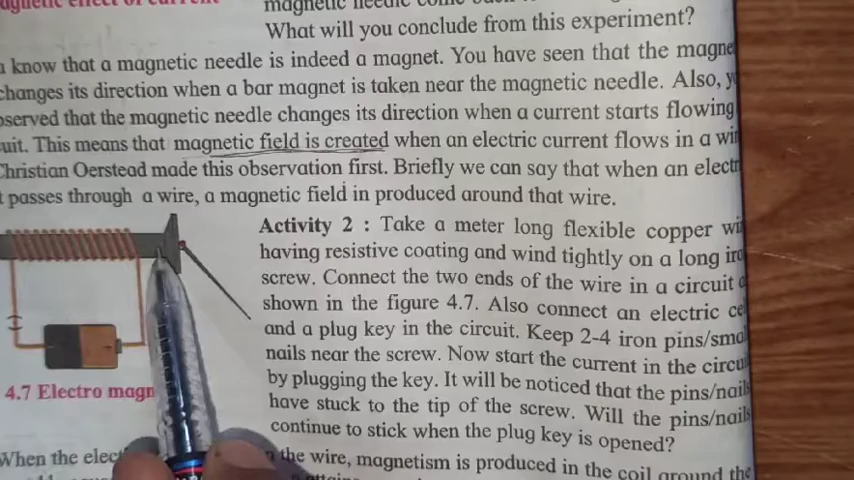 magnetic needle come back
What will you conclude from this experiment?
know that a magnetic needle is indeed a magnet. You have seen that the magne
changes its direction when a bar magnet is taken near the magnetic needle. Also, y
bserved that the magnetic needle changes its direction when a current starts flowing
uit. This means that magnetic field is created when an electric current flows in a wi
Christian Oerstead made this observation first. Briefly we can say that when an electr
t passes through a wire, a magnetic field in produced around that wire.
Activity 2 : Take a meter long flexible copper wi
having resistive coating and wind tightly on a long iro
screw. Connect the two ends of the wire in a circuit
shown in the figure 4.7. Also connect an electric ce
and a plug key in the circuit. Keep 2-4 iron pins/smal
nails near the screw. Now start the current in the circu
by plugging the key. It will be noticed that the pins/nails
have stuck to the tip of the screw. Will the pins/nails
continue to stick when the plug key is opened?
4.7 Electro magn
When the elec
the wire, magnetism is produced in the coil around the